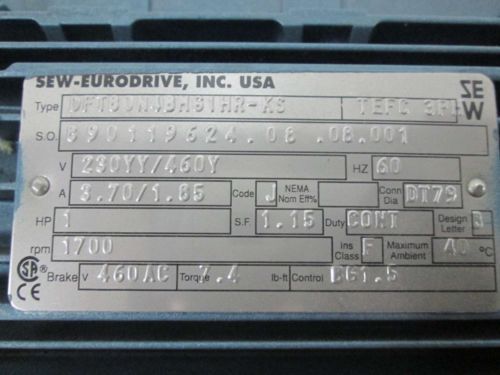 SEW-EURODRIVE, INC. USA
SEW
Type DFT80N4BMG1HR-KS TEFC 3PH
S.O. 890119624.08 .08.001
V 230YY/460Y HZ 60
A 3.70/1.85 Code J NEMA Nom Eff% Conn Dia DT79
HP 1 S.F. 1.15 Duty CONT Design Letter B
rpm 1700 Ins Class F Maximum Ambient 40 °C
SA CE
Brake V 460AC Torque 7.4 lb-ft Control BG1.5